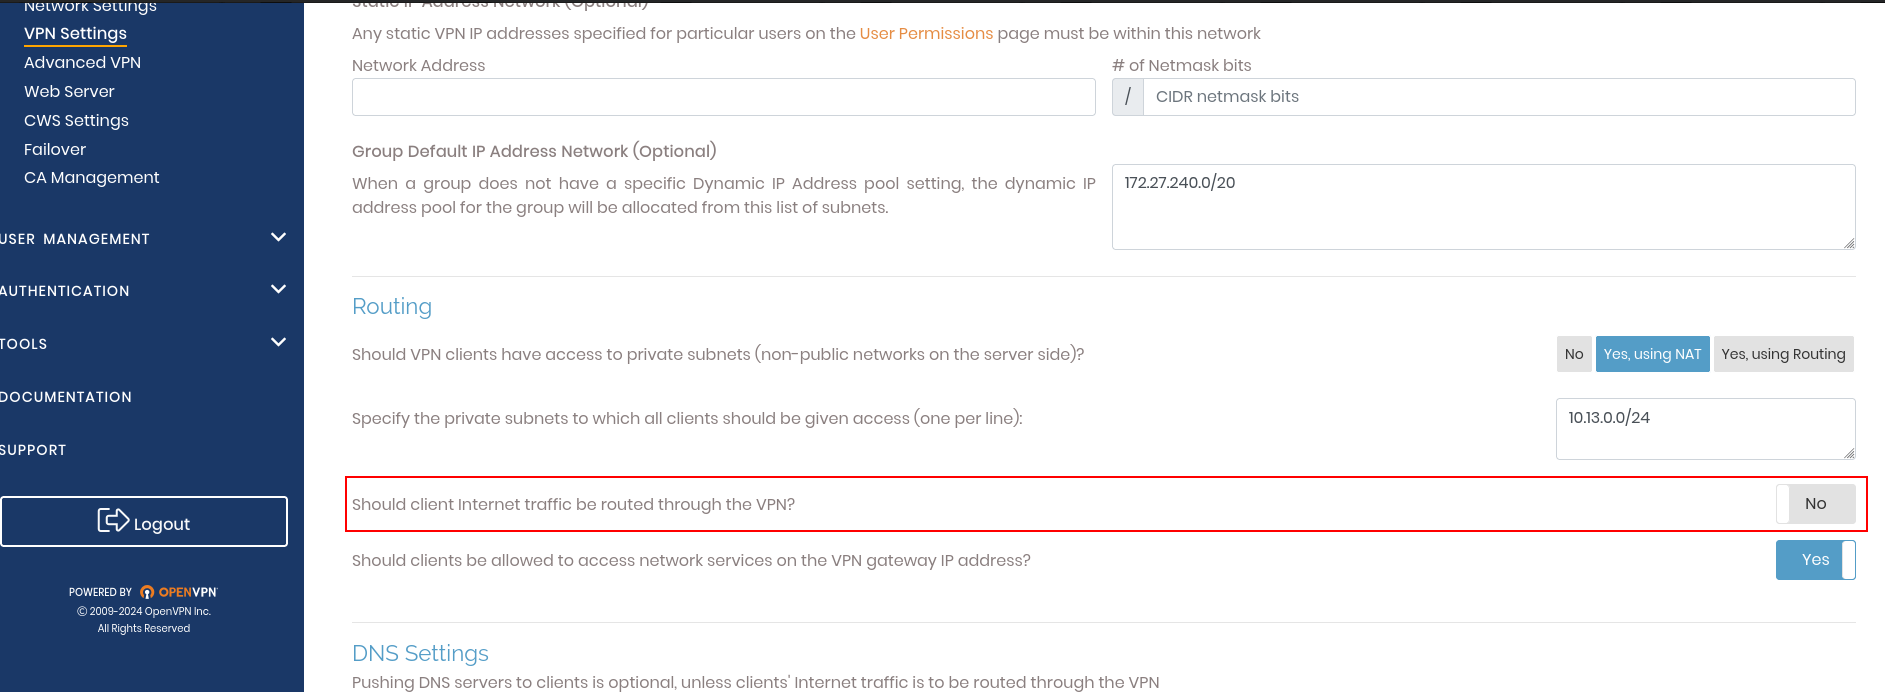 Network Settings
VPN Settings
Advanced VPN
Web Server
CWS Settings
Failover
CA Management
USER MANAGEMENT
AUTHENTICATION
TOOLS
DOCUMENTATION
SUPPORT
Logout
POWERED BY OPENVPN
© 2009-2024 OpenVPN Inc.
All Rights Reserved
Static IP Address Network (Optional)
Any static VPN IP addresses specified for particular users on the User Permissions page must be within this network
Network Address
# of Netmask bits
/ CIDR netmask bits
Group Default IP Address Network (Optional)
When a group does not have a specific Dynamic IP Address pool setting, the dynamic IP
address pool for the group will be allocated from this list of subnets.
172.27.240.0/20
Routing
Should VPN clients have access to private subnets (non-public networks on the server side)?
No Yes, using NAT Yes, using Routing
Specify the private subnets to which all clients should be given access (one per line):
10.13.0.0/24
Should client Internet traffic be routed through the VPN?
No
Should clients be allowed to access network services on the VPN gateway IP address?
Yes
DNS Settings
Pushing DNS servers to clients is optional, unless clients' Internet traffic is to be routed through the VPN